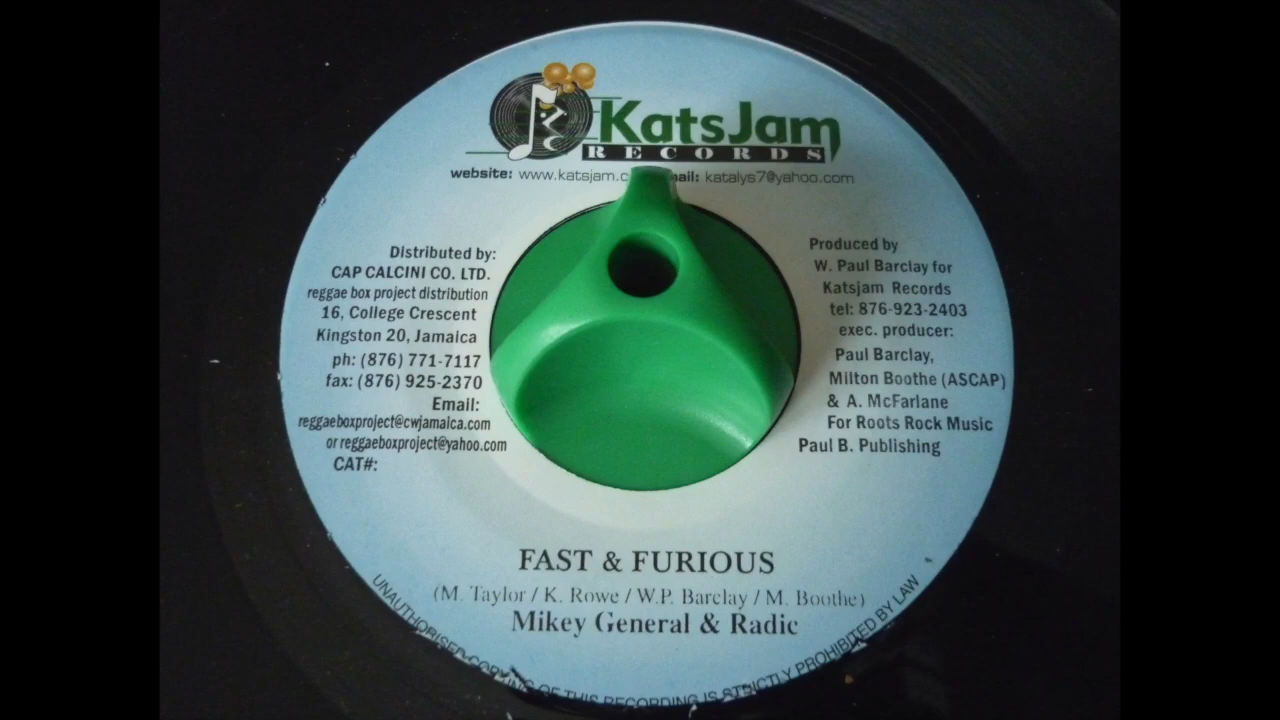 KatsJam
RECORDS
website: www.katsjam.c ail: katalys7@yahoo.com
Distributed by:
CAP CALCINI CO. LTD.
reggae box project distribution
16, College Crescent
Kingston 20, Jamaica
ph: (876) 771-7117
fax: (876) 925-2370
Email:
reggaeboxproject@cwjamaica.com
or reggaeboxproject@yahoo.com
CAT#:
Produced by
W. Paul Barclay for
Katsjam Records
tel: 876-923-2403
exec. producer:
Paul Barclay,
Milton Boothe (ASCAP)
& A. McFarlane
For Roots Rock Music
Paul B. Publishing
FAST & FURIOUS
(M. Taylor / K. Rowe / W.P. Barclay / M. Boothe)
Mikey General & Radic
UNAUTHORISED COPYING OF THIS RECORDING IS STRICTLY PROHIBITED BY LAW